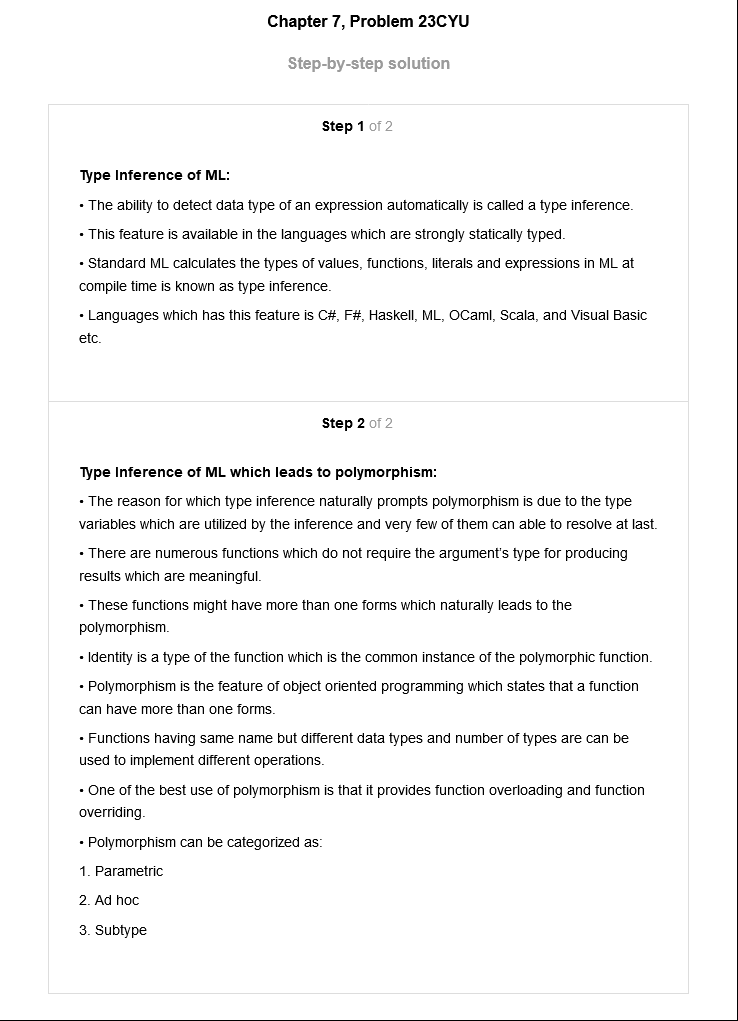 Chapter 7, Problem 23CYU
Step-by-step solution
Step 1 of 2
Type Inference of ML:
• The ability to detect data type of an expression automatically is called a type inference.
• This feature is available in the languages which are strongly statically typed.
• Standard ML calculates the types of values, functions, literals and expressions in ML at
compile time is known as type inference.
• Languages which has this feature is C#, F#, Haskell, ML, OCaml, Scala, and Visual Basic
etc.
Step 2 of 2
Type Inference of ML which leads to polymorphism:
• The reason for which type inference naturally prompts polymorphism is due to the type
variables which are utilized by the inference and very few of them can able to resolve at last.
• There are numerous functions which do not require the argument’s type for producing
results which are meaningful.
• These functions might have more than one forms which naturally leads to the
polymorphism.
• Identity is a type of the function which is the common instance of the polymorphic function.
• Polymorphism is the feature of object oriented programming which states that a function
can have more than one forms.
• Functions having same name but different data types and number of types are can be
used to implement different operations.
• One of the best use of polymorphism is that it provides function overloading and function
overriding.
• Polymorphism can be categorized as:
1. Parametric
2. Ad hoc
3. Subtype